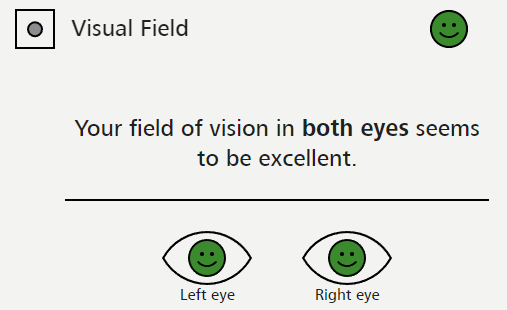 Visual Field
Your field of vision in both eyes seems
to be excellent.
Left eye
Right eye